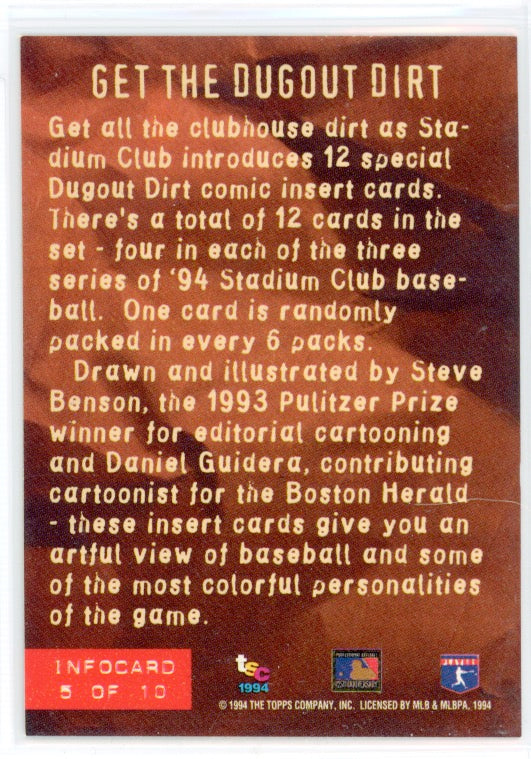 GET THE DUGOUT DIRT
Get all the clubhouse dirt as Sta-
dium Club introduces 12 special
Dugout Dirt comic insert cards.
There's a total of 12 cards in the
set - four in each of the three
series of '94 Stadium Club base-
ball. One card is randomly
packed in every 6 packs.
Drawn and illustrated by Steve
Benson, the 1993 Pulitzer Prize
winner for editorial cartooning
and Daniel Guidera, contributing
cartoonist for the Boston Herald
- these insert cards give you an
artful view of baseball and some
of the most colorful personalities
of the game.
INFOCARD
5 OF 10
tsc
1994
© 1994 THE TOPPS COMPANY, INC. LICENSED BY MLB & MLBPA, 1994